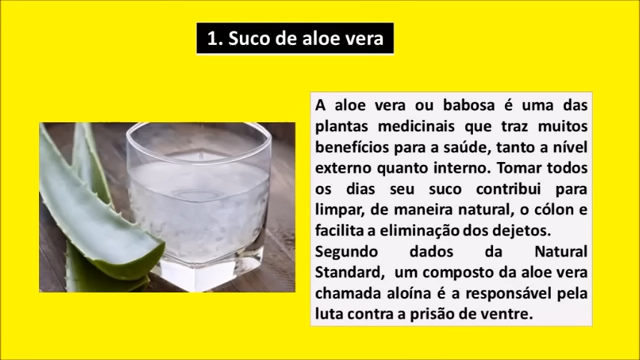 1. Suco de aloe vera
A aloe vera ou babosa é uma das
plantas medicinais que traz muitos
benefícios para a saúde, tanto a nível
externo quanto interno. Tomar todos
os dias seu suco contribui para
limpar, de maneira natural, o cólon e
facilita a eliminação dos dejetos.
Segundo dados da Natural
Standard, um composto da aloe vera
chamada aloína é a responsável pela
luta contra a prisão de ventre.